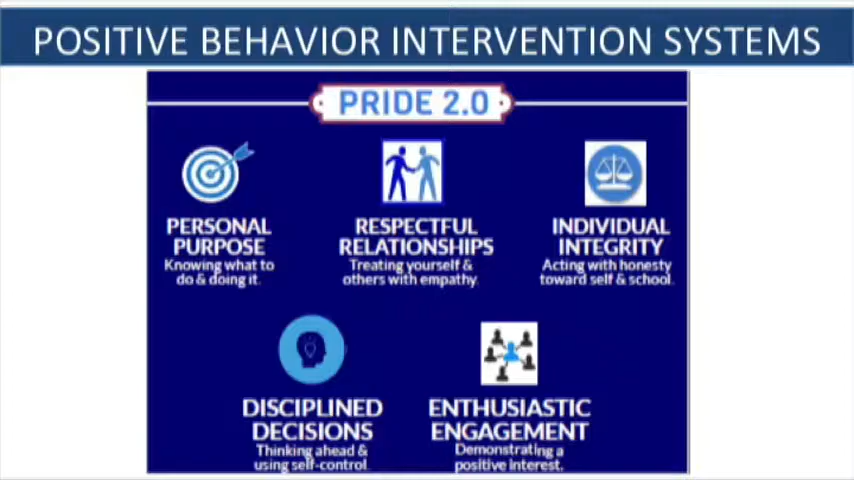 POSITIVE BEHAVIOR INTERVENTION SYSTEMS
PRIDE 2.0
PERSONAL
PURPOSE
Knowing what to
do & doing it.
RESPECTFUL
RELATIONSHIPS
Treating yourself &
others with empathy.
INDIVIDUAL
INTEGRITY
Acting with honesty
toward self & school.
DISCIPLINED
DECISIONS
Thinking ahead &
using self-control.
ENTHUSIASTIC
ENGAGEMENT
Demonstrating a
positive interest.